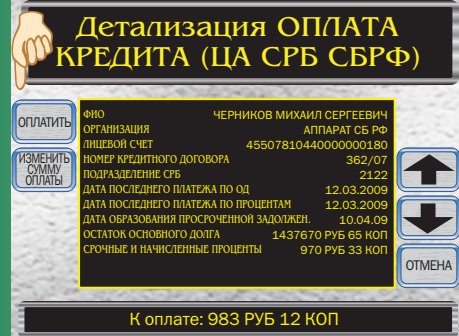 Детализация ОПЛАТА
КРЕДИТА (ЦА СРБ СБРФ)
ОПЛАТИТЬ
ИЗМЕНИТЬ
СУММУ
ОПЛАТЫ
ФИО ЧЕРНИКОВ МИХАИЛ СЕРГЕЕВИЧ
ОРГАНИЗАЦИЯ АППАРАТ СБ РФ
ЛИЦЕВОЙ СЧЕТ 45507810440000000180
НОМЕР КРЕДИТНОГО ДОГОВОРА 362/07
ПОДРАЗДЕЛЕНИЕ СРБ 2122
ДАТА ПОСЛЕДНЕГО ПЛАТЕЖА ПО ОД 12.03.2009
ДАТА ПОСЛЕДНЕГО ПЛАТЕЖА ПО ПРОЦЕНТАМ 12.03.2009
ДАТА ОБРАЗОВАНИЯ ПРОСРОЧЕННОЙ ЗАДОЛЖЕН. 10.04.09
ОСТАТОК ОСНОВНОГО ДОЛГА 1437670 РУБ 65 КОП
СРОЧНЫЕ И НАЧИСЛЕННЫЕ ПРОЦЕНТЫ 970 РУБ 33 КОП
ОТМЕНА
К оплате: 983 РУБ 12 КОП